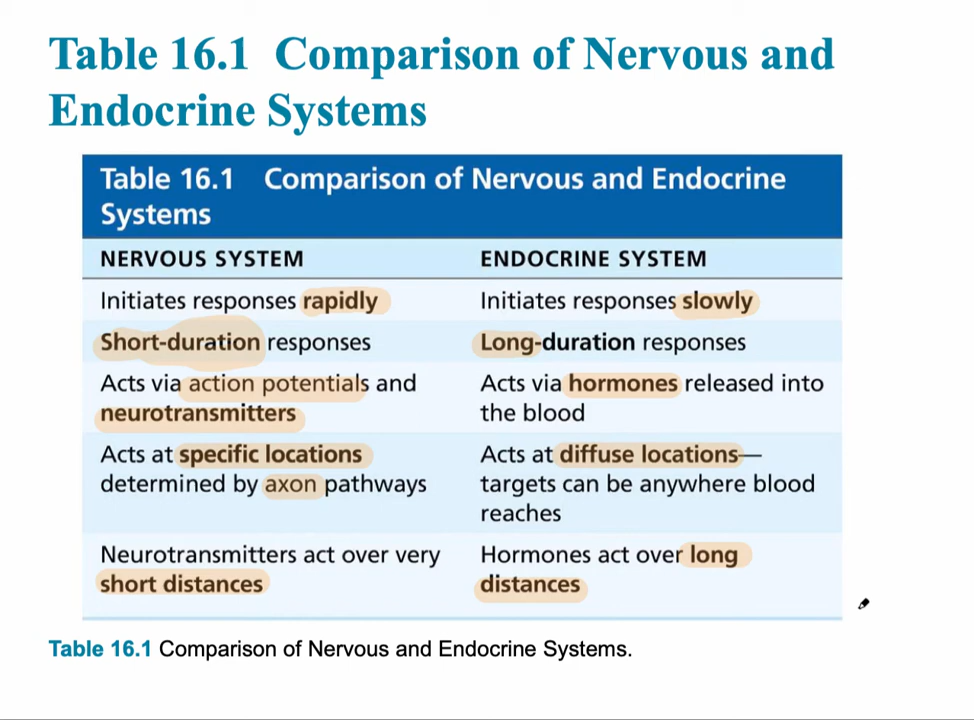 Table 16.1 Comparison of Nervous and
Endocrine Systems
Table 16.1 Comparison of Nervous and Endocrine
Systems
NERVOUS SYSTEM
ENDOCRINE SYSTEM
Initiates responses rapidly
Initiates responses slowly
Short-duration responses
Long-duration responses
Acts via action potentials and
neurotransmitters
Acts via hormones released into
the blood
Acts at specific locations
determined by axon pathways
Acts at diffuse locations—
targets can be anywhere blood
reaches
Neurotransmitters act over very
short distances
Hormones act over long
distances
Table 16.1 Comparison of Nervous and Endocrine Systems.